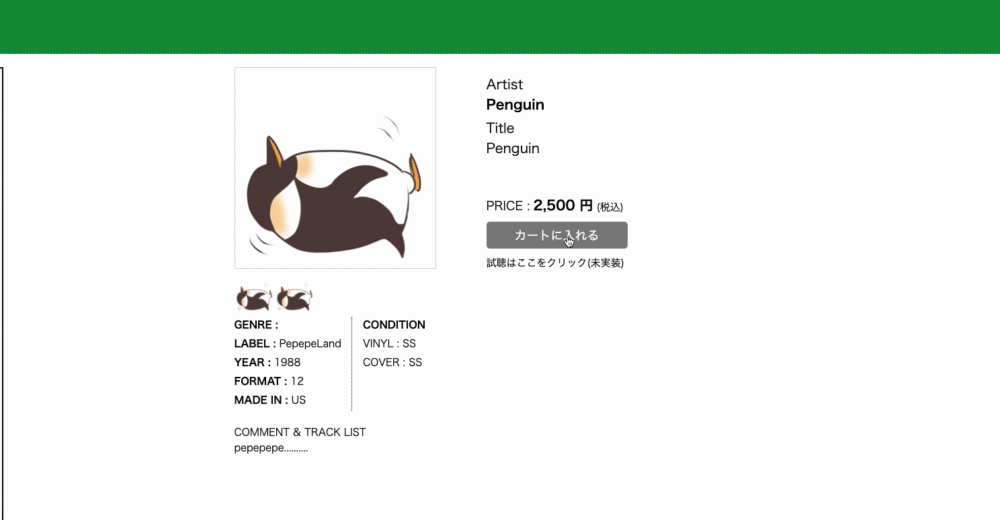 Artist
Penguin
Title
Penguin
PRICE : 2,500 円 (税込)
カートに入れる
試聴はここをクリック(未実装)
GENRE :
LABEL : PepepeLand
YEAR : 1988
FORMAT : 12
MADE IN : US
CONDITION
VINYL : SS
COVER : SS
COMMENT & TRACK LIST
pepepepe..........